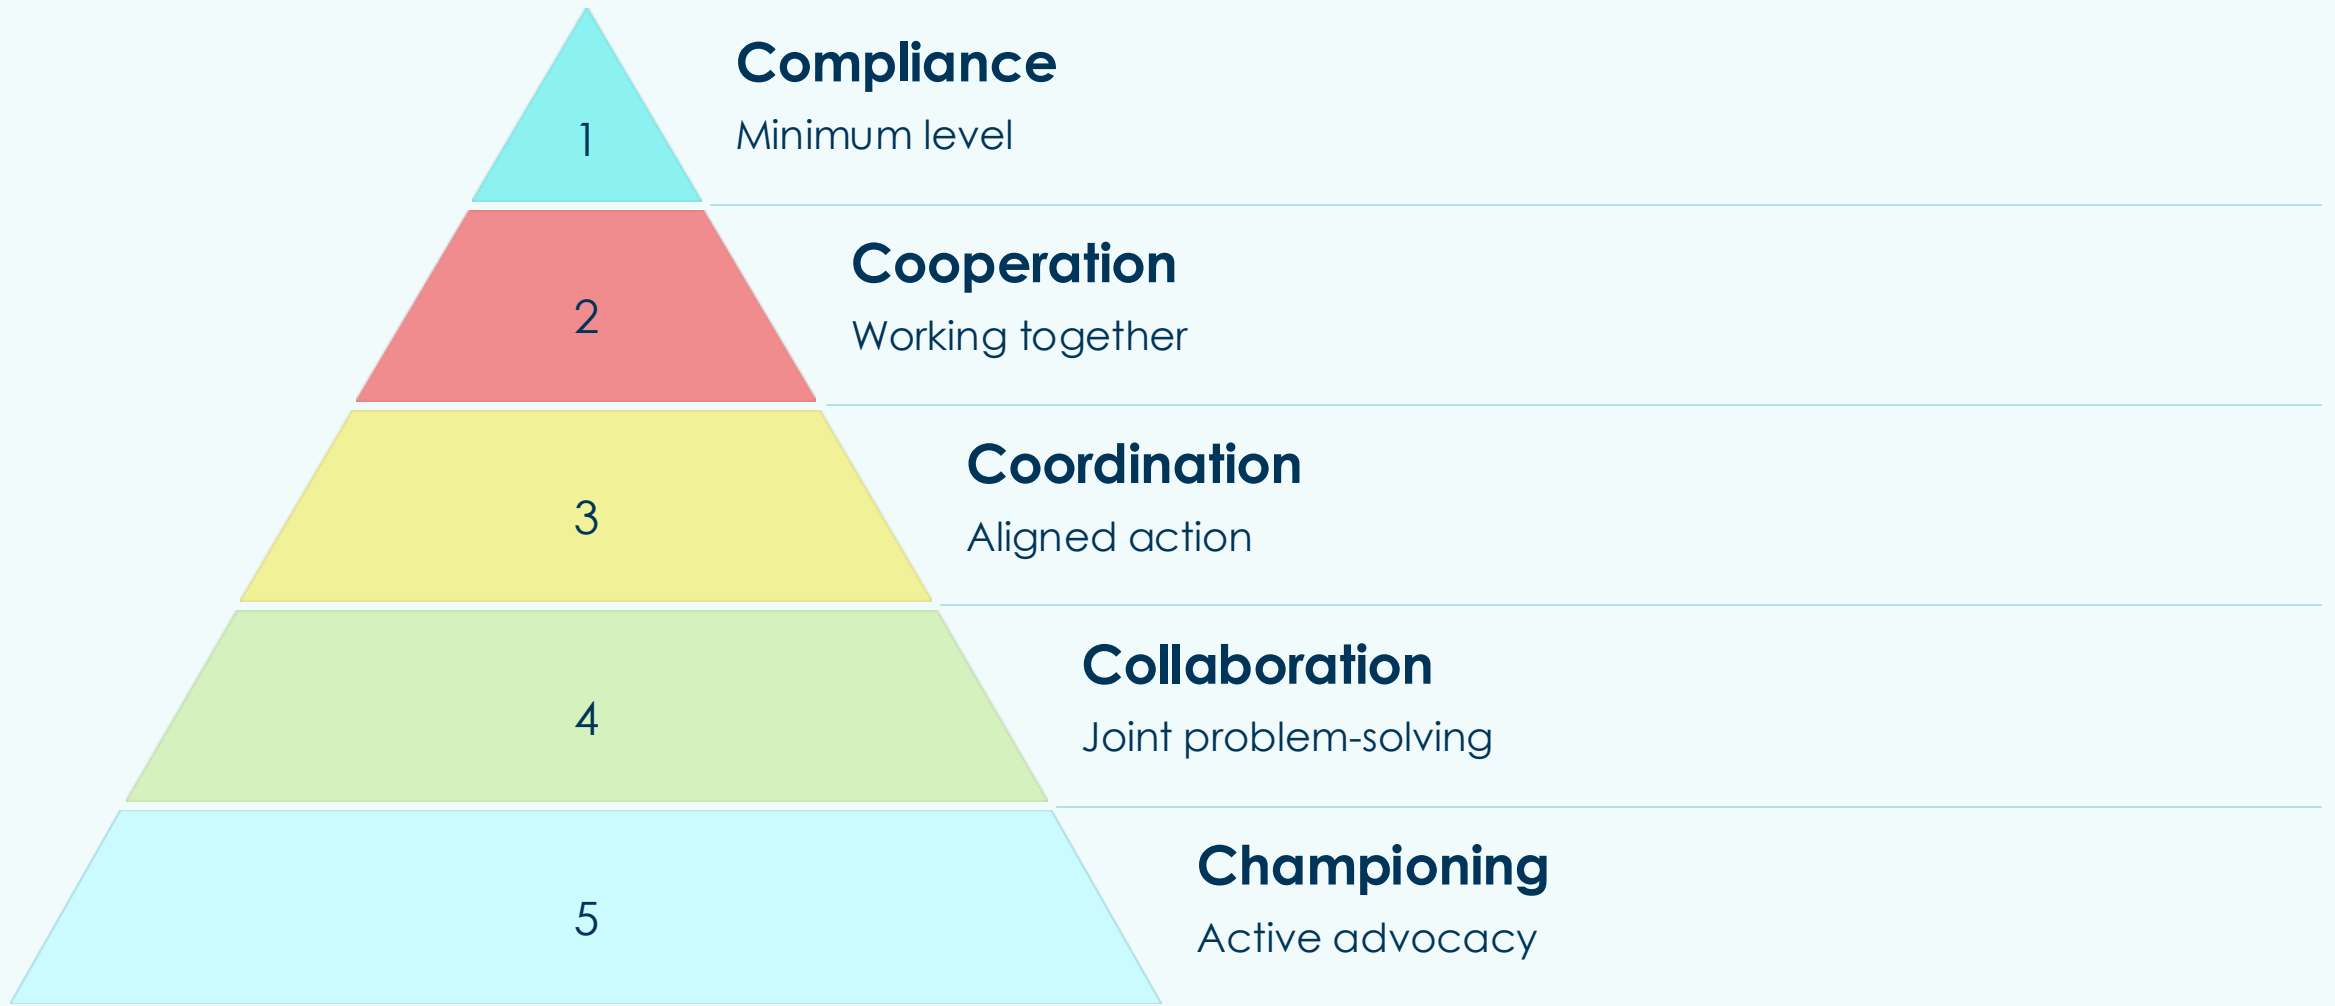 1
Compliance
Minimum level
2
Cooperation
Working together
3
Coordination
Aligned action
4
Collaboration
Joint problem-solving
5
Championing
Active advocacy